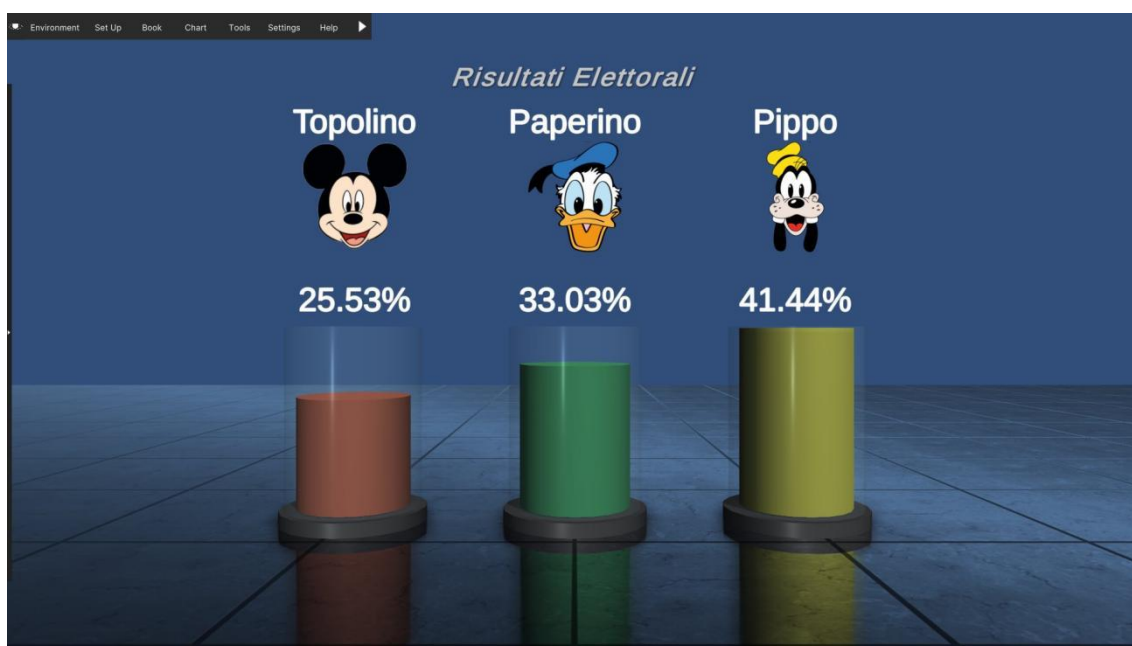 Environment Set Up Book Chart Tools Settings Help
Risultati Elettorali
Topolino Paperino Pippo
25.53% 33.03% 41.44%